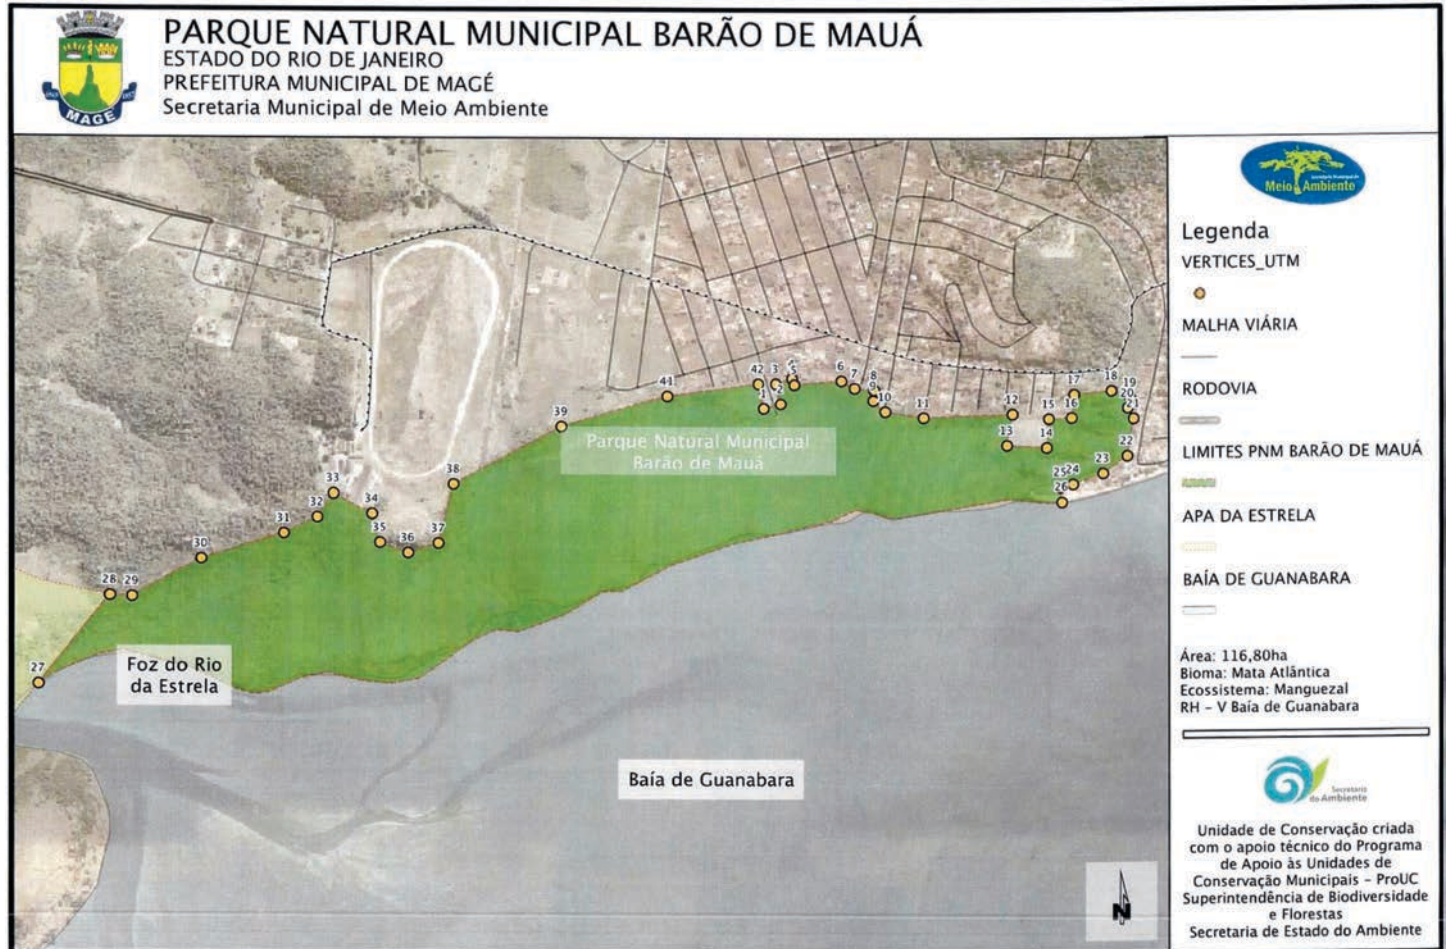 PARQUE NATURAL MUNICIPAL BARÃO DE MAUÁ
ESTADO DO RIO DE JANEIRO
PREFEITURA MUNICIPAL DE MAGÉ
Secretaria Municipal de Meio Ambiente
MAGÉ
Meio Ambiente
Legenda
VERTICES_UTM
MALHA VIÁRIA
RODOVIA
LIMITES PNM BARÃO DE MAUÁ
APA DA ESTRELA
BAÍA DE GUANABARA
Área: 116,80ha
Bioma: Mata Atlântica
Ecossistema: Manguezal
RH – V Baía de Guanabara
Secretaria
do Ambiente
Unidade de Conservação criada
com o apoio técnico do Programa
de Apoio às Unidades de
Conservação Municipais – ProUC
Superintendência de Biodiversidade
e Florestas
Secretaria de Estado do Ambiente
42 3 5 6 7 8 9 10 11 12 17 18 19 20 21
1 2 15 16
13 14 22 23 24 25 26
39 41
38
33 34 32 31 35 36 37
30
28 29
27
Parque Natural Municipal
Barão de Mauá
Foz do Rio
da Estrela
Baía de Guanabara
N